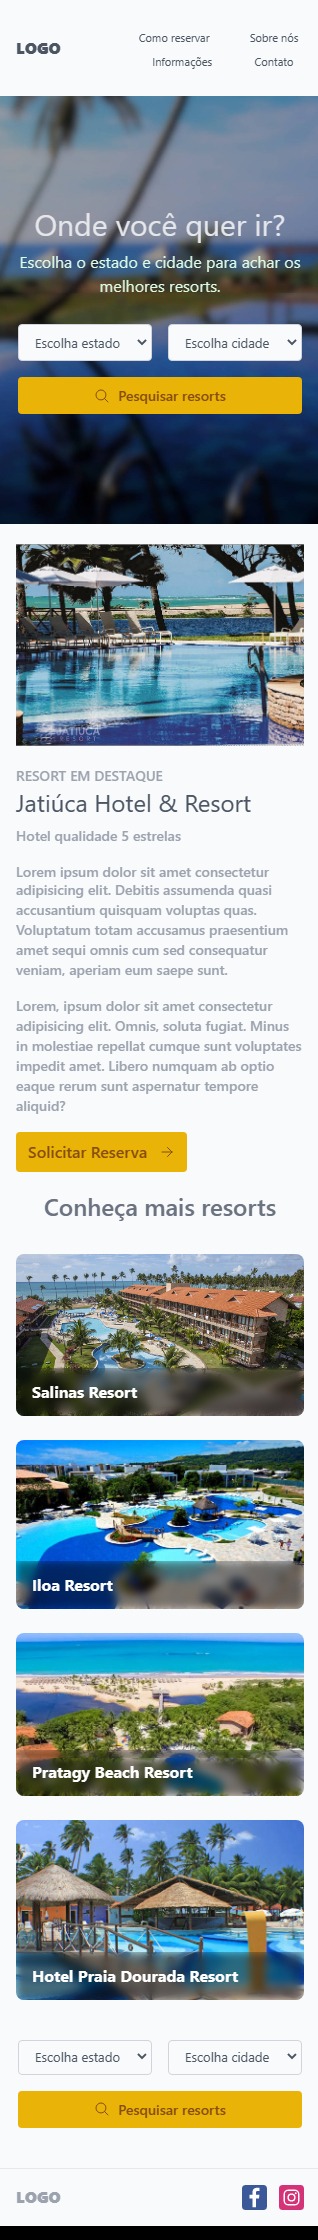 LOGO
Como reservar
Sobre nós
Informações
Contato
Onde você quer ir?
Escolha o estado e cidade para achar os
melhores resorts.
Escolha estado
Escolha cidade
Pesquisar resorts
JATIÚCA
RESORT
RESORT EM DESTAQUE
Jatiúca Hotel & Resort
Hotel qualidade 5 estrelas
Lorem ipsum dolor sit amet consectetur
adipisicing elit. Debitis assumenda quasi
accusantium quisquam voluptas quas.
Voluptatum totam accusamus praesentium
amet sequi omnis cum sed consequatur
veniam, aperiam eum saepe sunt.
Lorem, ipsum dolor sit amet consectetur
adipisicing elit. Omnis, soluta fugiat. Minus
in molestiae repellat cumque sunt voluptates
impedit amet. Libero numquam ab optio
eaque rerum sunt aspernatur tempore
aliquid?
Solicitar Reserva
Conheça mais resorts
Salinas Resort
Iloa Resort
Pratagy Beach Resort
Hotel Praia Dourada Resort
Escolha estado
Escolha cidade
Pesquisar resorts
LOGO